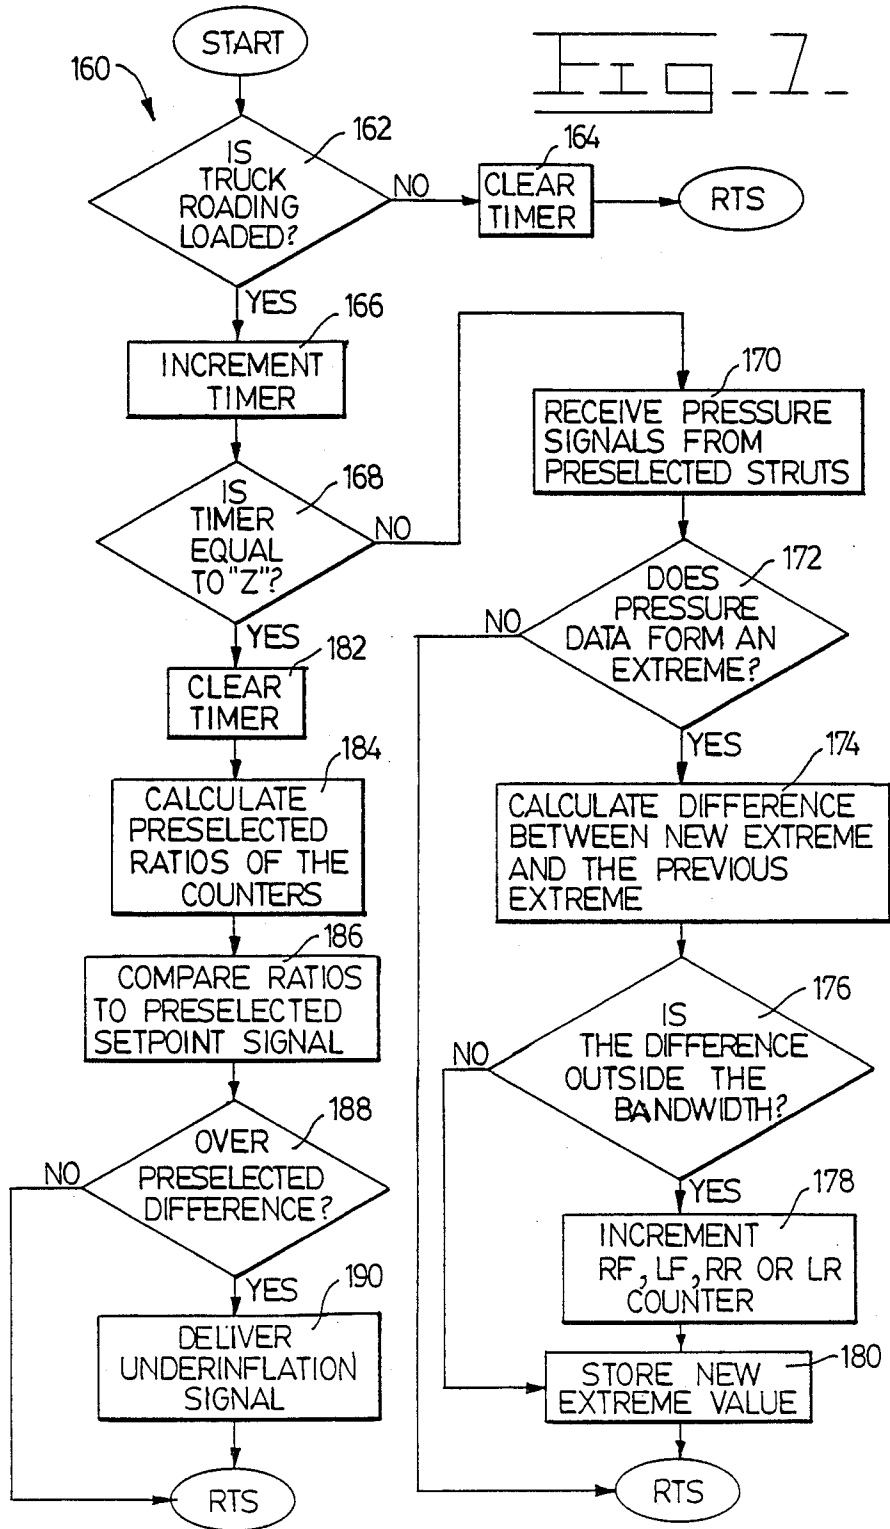 START
Fig_7_
160
162
IS
TRUCK
ROADING
LOADED?
NO
164
CLEAR
TIMER
RTS
YES
166
INCREMENT
TIMER
168
IS
TIMER
EQUAL
TO "Z"?
NO
170
RECEIVE PRESSURE
SIGNALS FROM
PRESELECTED STRUTS
172
DOES
PRESSURE
DATA FORM AN
EXTREME?
NO
YES
174
CALCULATE DIFFERENCE
BETWEEN NEW EXTREME
AND THE PREVIOUS
EXTREME
176
IS
THE DIFFERENCE
OUTSIDE THE
BANDWIDTH?
NO
YES
178
INCREMENT
RF, LF, RR OR LR
COUNTER
180
STORE NEW
EXTREME VALUE
RTS
YES
182
CLEAR
TIMER
184
CALCULATE
PRESELECTED
RATIOS OF THE
COUNTERS
186
COMPARE RATIOS
TO PRESELECTED
SETPOINT SIGNAL
188
OVER
PRESELECTED
DIFFERENCE?
NO
YES
190
DELIVER
UNDERINFLATION
SIGNAL
RTS